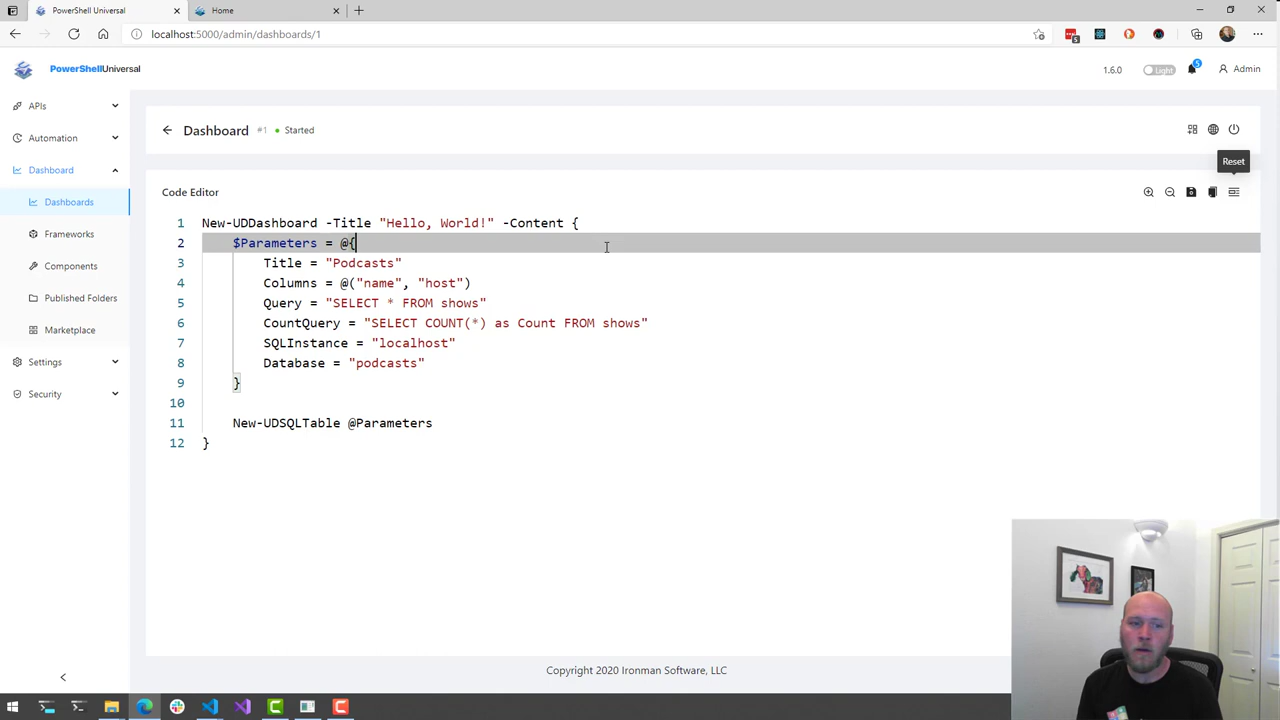 PowerShell Universal
Home
localhost:5000/admin/dashboards/1
5
PowerShellUniversal
1.6.0
Light
5
Admin
APIs
Automation
Dashboard
Dashboards
Frameworks
Components
Published Folders
Marketplace
Settings
Security
Dashboard #1 Started
Reset
Code Editor
1 New-UDDashboard -Title "Hello, World!" -Content {
2 $Parameters = @{
3 Title = "Podcasts"
4 Columns = @("name", "host")
5 Query = "SELECT * FROM shows"
6 CountQuery = "SELECT COUNT(*) as Count FROM shows"
7 SQLInstance = "localhost"
8 Database = "podcasts"
9 }
10
11 New-UDSQLTable @Parameters
12 }
Copyright 2020 Ironman Software, LLC